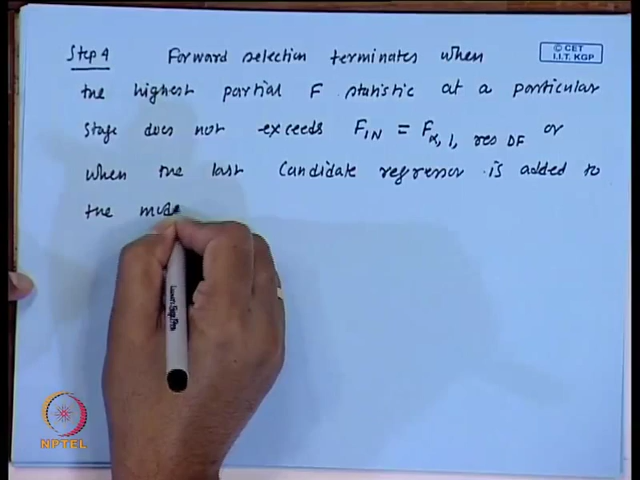 Step 4 Forward selection terminates when
© CET
I.I.T. KGP
the highest partial F statistic at a particular
stage does not exceeds F_IN = F_α, 1, res DF or
when the last candidate regressor is added to
the mode
NPTEL